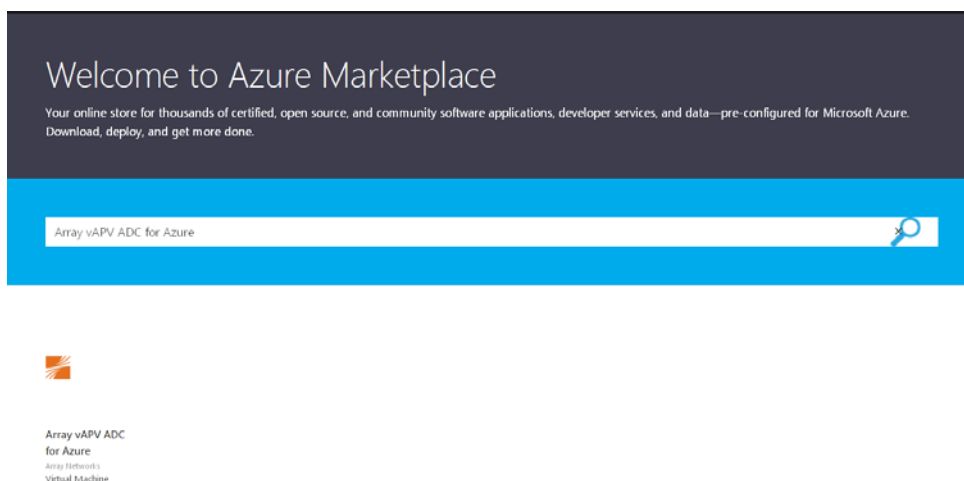 Welcome to Azure Marketplace
Your online store for thousands of certified, open source, and community software applications, developer services, and data—pre-configured for Microsoft Azure.
Download, deploy, and get more done.
Array vAPV ADC for Azure
Array vAPV ADC
for Azure
Array Networks
Virtual Machine